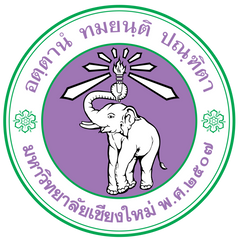 อตฺตานํ ทมยนฺติ ปณฺฑิตา
มหาวิทยาลัยเชียงใหม่ พ.ศ.๒๕๐๗